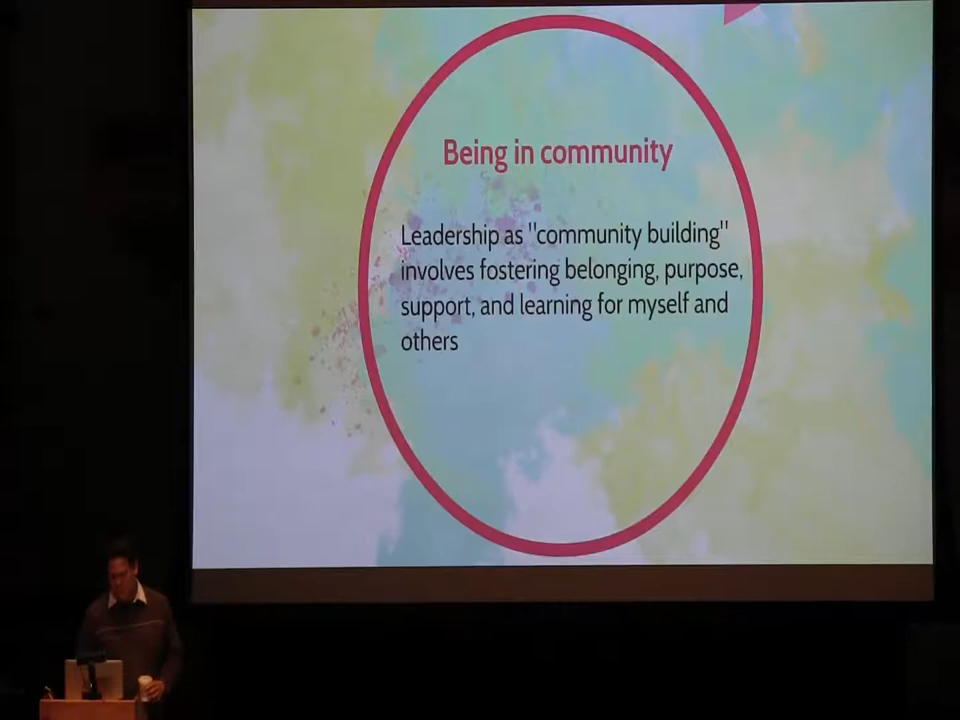 Being in community
Leadership as "community building"
involves fostering belonging, purpose,
support, and learning for myself and
others